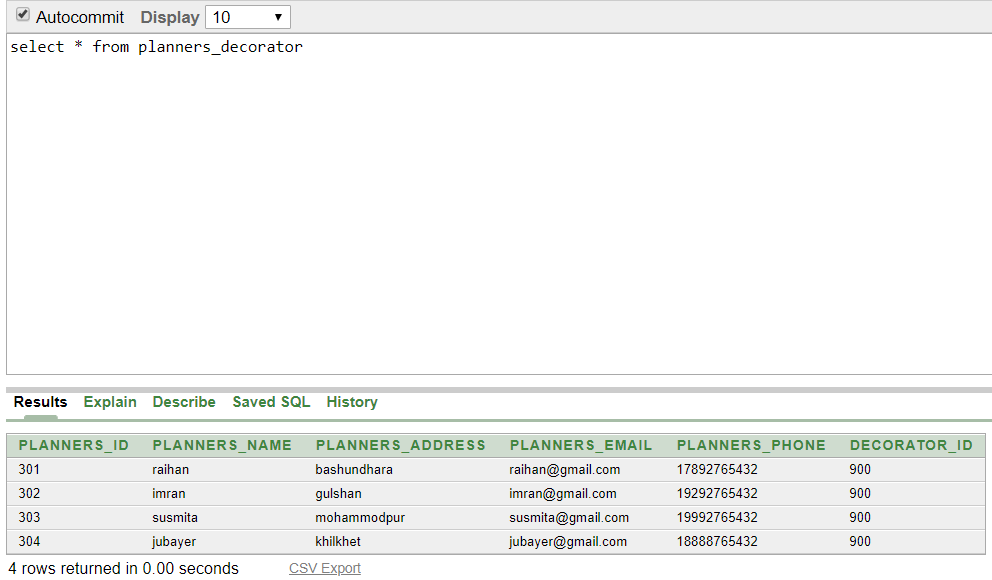 Autocommit Display 10
select * from planners_decorator
Results Explain Describe Saved SQL History
PLANNERS_ID PLANNERS_NAME PLANNERS_ADDRESS PLANNERS_EMAIL PLANNERS_PHONE DECORATOR_ID
301 raihan bashundhara raihan@gmail.com 17892765432 900
302 imran gulshan imran@gmail.com 19292765432 900
303 susmita mohammodpur susmita@gmail.com 19992765432 900
304 jubayer khilkhet jubayer@gmail.com 18888765432 900
4 rows returned in 0.00 seconds CSV Export